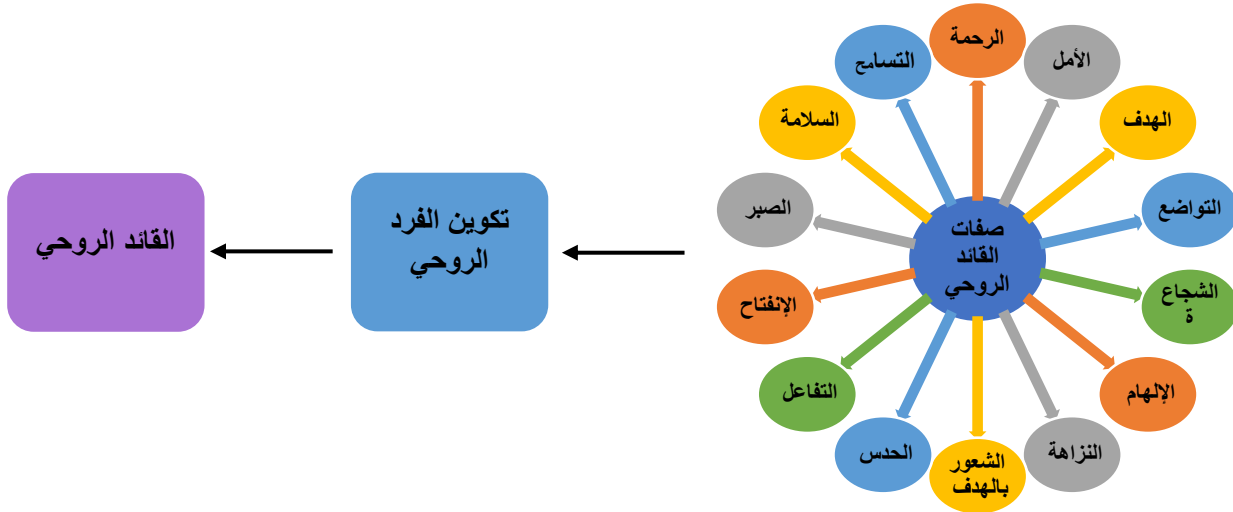 الرحمة
الأمل
الهدف
التواضع
الشجاع
ة
الإلهام
النزاهة
الشعور
بالهدف
الحدس
التفاعل
الإنفتاح
الصبر
السلامة
التسامح
صفات
القائد
الروحي
تكوين الفرد
الروحي
القائد الروحي